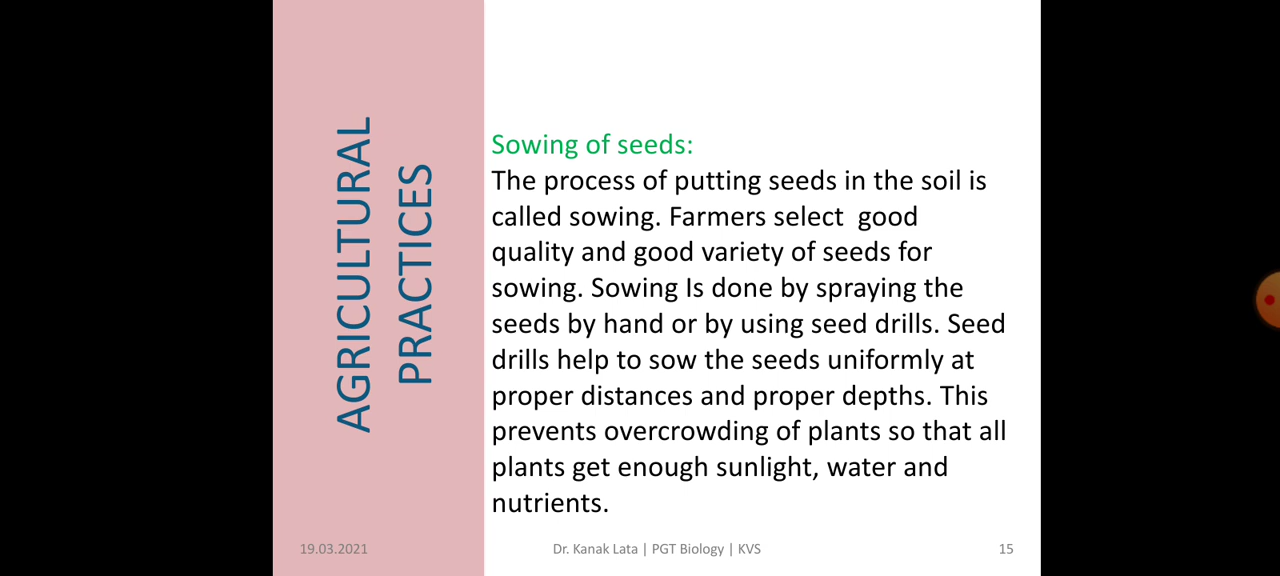 AGRICULTURAL
PRACTICES
Sowing of seeds:
The process of putting seeds in the soil is
called sowing. Farmers select  good
quality and good variety of seeds for
sowing. Sowing Is done by spraying the
seeds by hand or by using seed drills. Seed
drills help to sow the seeds uniformly at
proper distances and proper depths. This
prevents overcrowding of plants so that all
plants get enough sunlight, water and
nutrients.
19.03.2021
Dr. Kanak Lata | PGT Biology | KVS
15